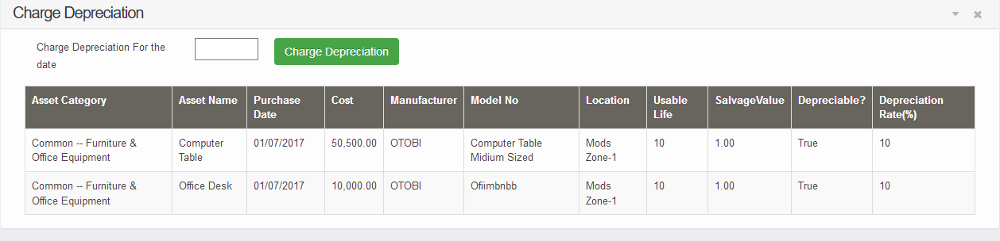 Charge Depreciation
Charge Depreciation For the
date
Charge Depreciation
Asset Category Asset Name Purchase Date Cost Manufacturer Model No Location Usable Life SalvageValue Depreciable? Depreciation Rate(%)
Common -- Furniture & Office Equipment Computer Table 01/07/2017 50,500.00 OTOBI Computer Table Midium Sized Mods Zone-1 10 1.00 True 10
Common -- Furniture & Office Equipment Office Desk 01/07/2017 10,000.00 OTOBI Ofiimbnbb Mods Zone-1 10 1.00 True 10